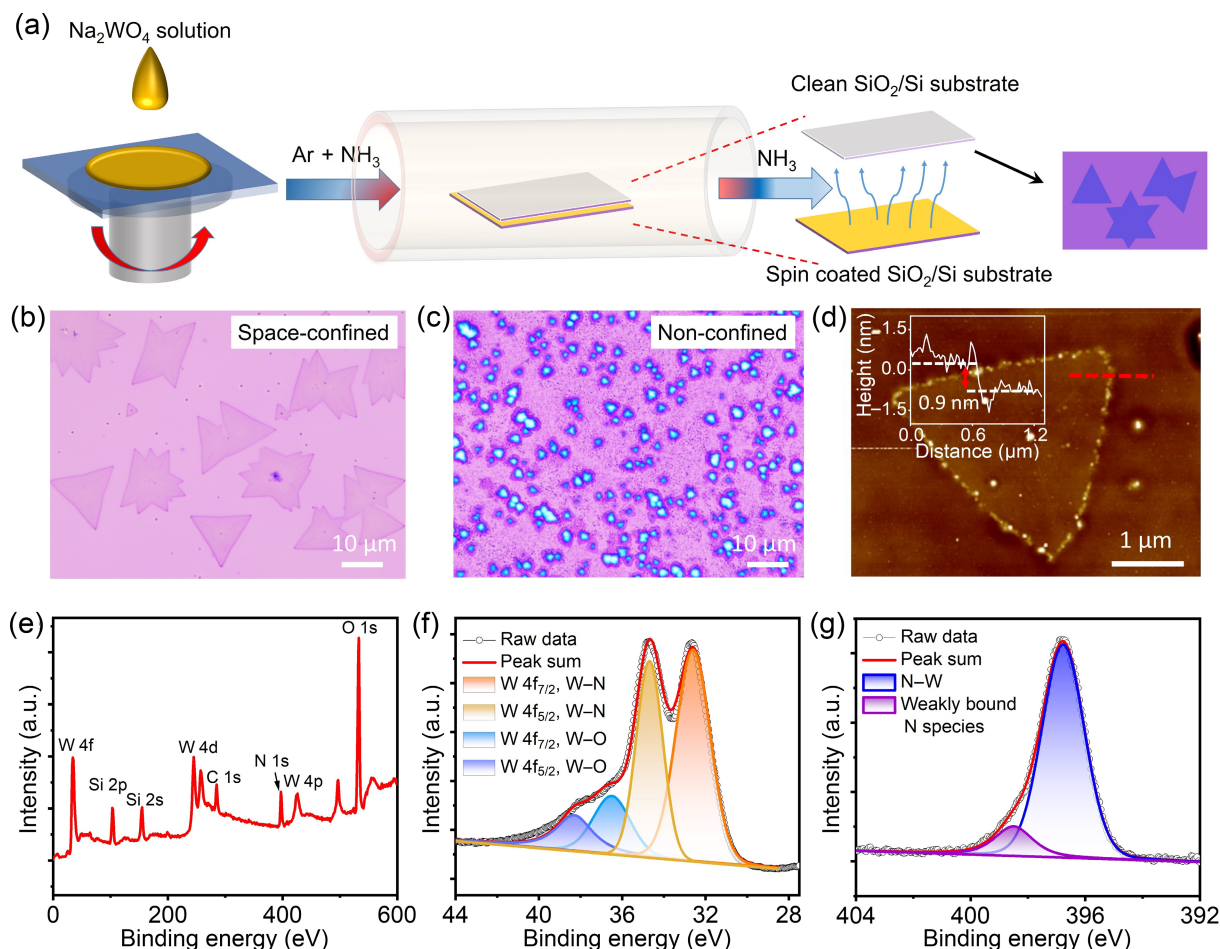 (a)
Na₂WO₄ solution
Ar + NH₃
NH₃
Clean SiO₂/Si substrate
Spin coated SiO₂/Si substrate
(b)
Space-confined
10 μm
(c)
Non-confined
10 μm
(d)
Height (nm)
1.5
0.0
–1.5
0.9 nm
0.0 0.6 1.2
Distance (μm)
1 μm
(e)
Intensity (a.u.)
W 4f
Si 2p
Si 2s
W 4d
C 1s
N 1s
W 4p
O 1s
0 200 400 600
Binding energy (eV)
(f)
Intensity (a.u.)
Raw data
Peak sum
W 4f₇/₂, W–N
W 4f₅/₂, W–N
W 4f₇/₂, W–O
W 4f₅/₂, W–O
44 40 36 32 28
Binding energy (eV)
(g)
Intensity (a.u.)
Raw data
Peak sum
N–W
Weakly bound
N species
404 400 396 392
Binding energy (eV)